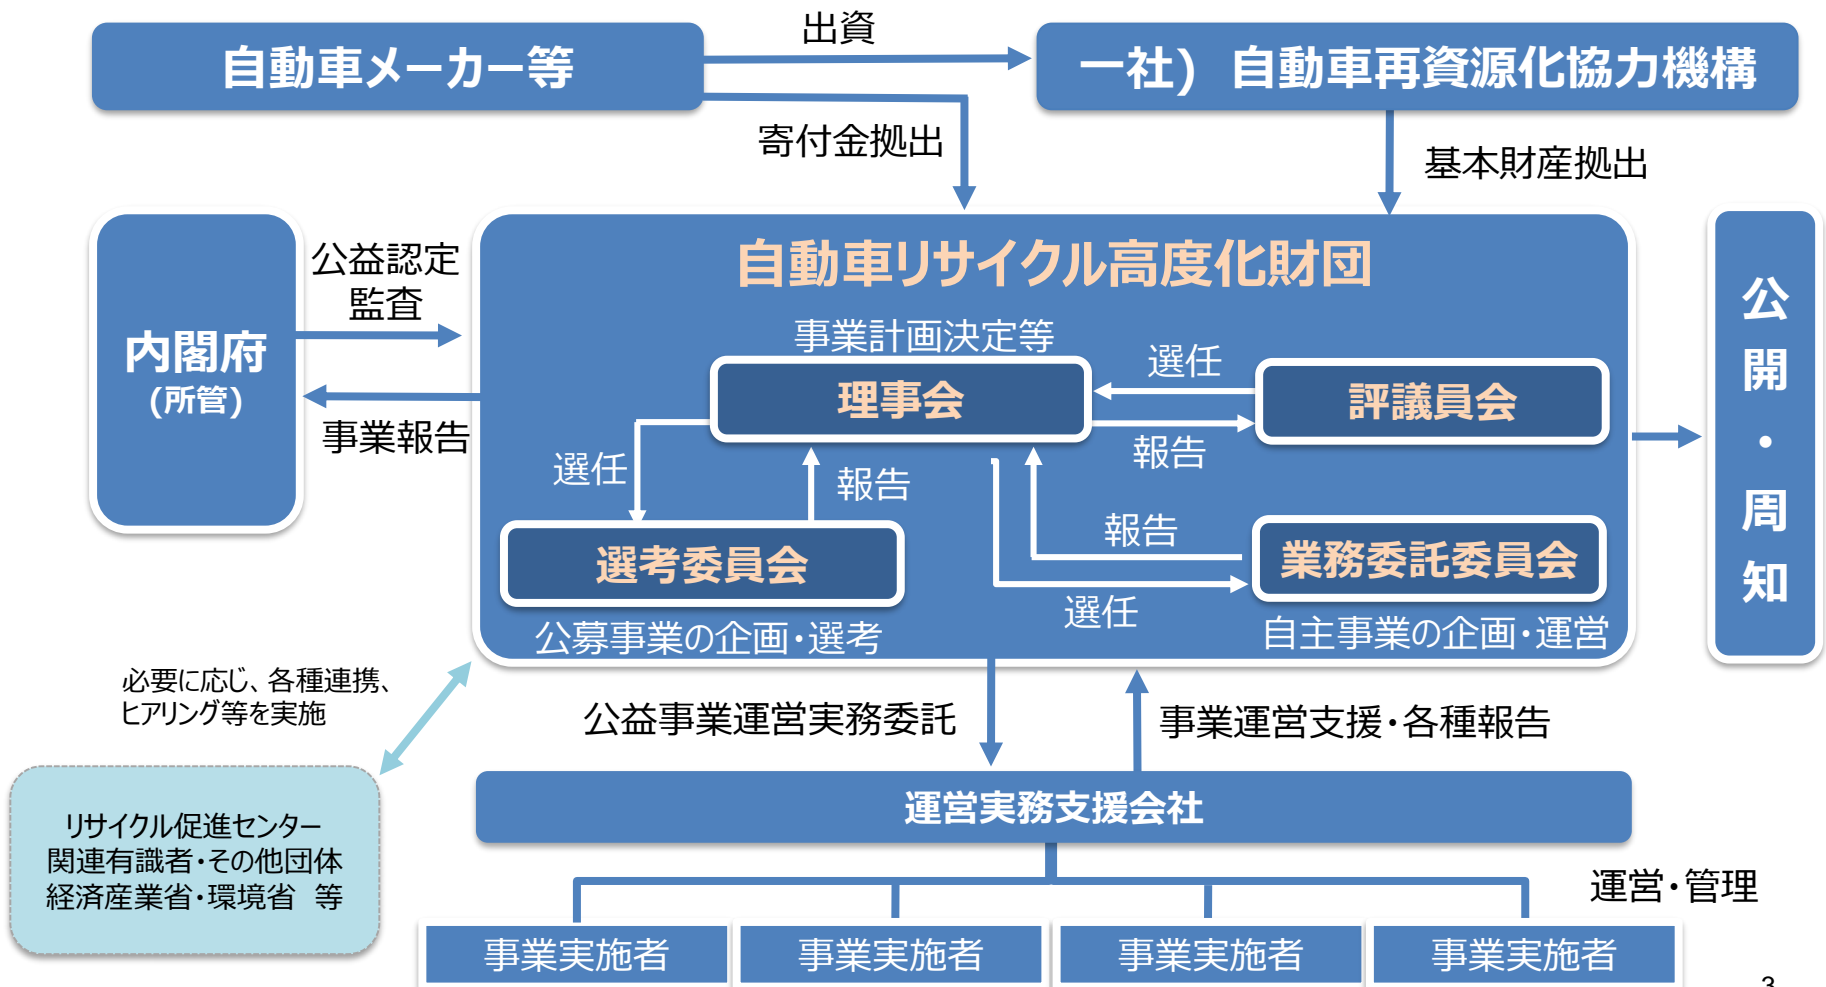 自動車メーカー等
出資
一社）自動車再資源化協力機構
寄付金拠出
基本財産拠出
内閣府
(所管)
公益認定
監査
事業報告
自動車リサイクル高度化財団
事業計画決定等
理事会
選任
評議員会
報告
選任
報告
報告
選考委員会
業務委託委員会
選任
公募事業の企画・選考
自主事業の企画・運営
公開・周知
必要に応じ、各種連携、
ヒアリング等を実施
公益事業運営実務委託
事業運営支援・各種報告
リサイクル促進センター
関連有識者・その他団体
経済産業省・環境省　等
運営実務支援会社
運営・管理
事業実施者
事業実施者
事業実施者
事業実施者
3